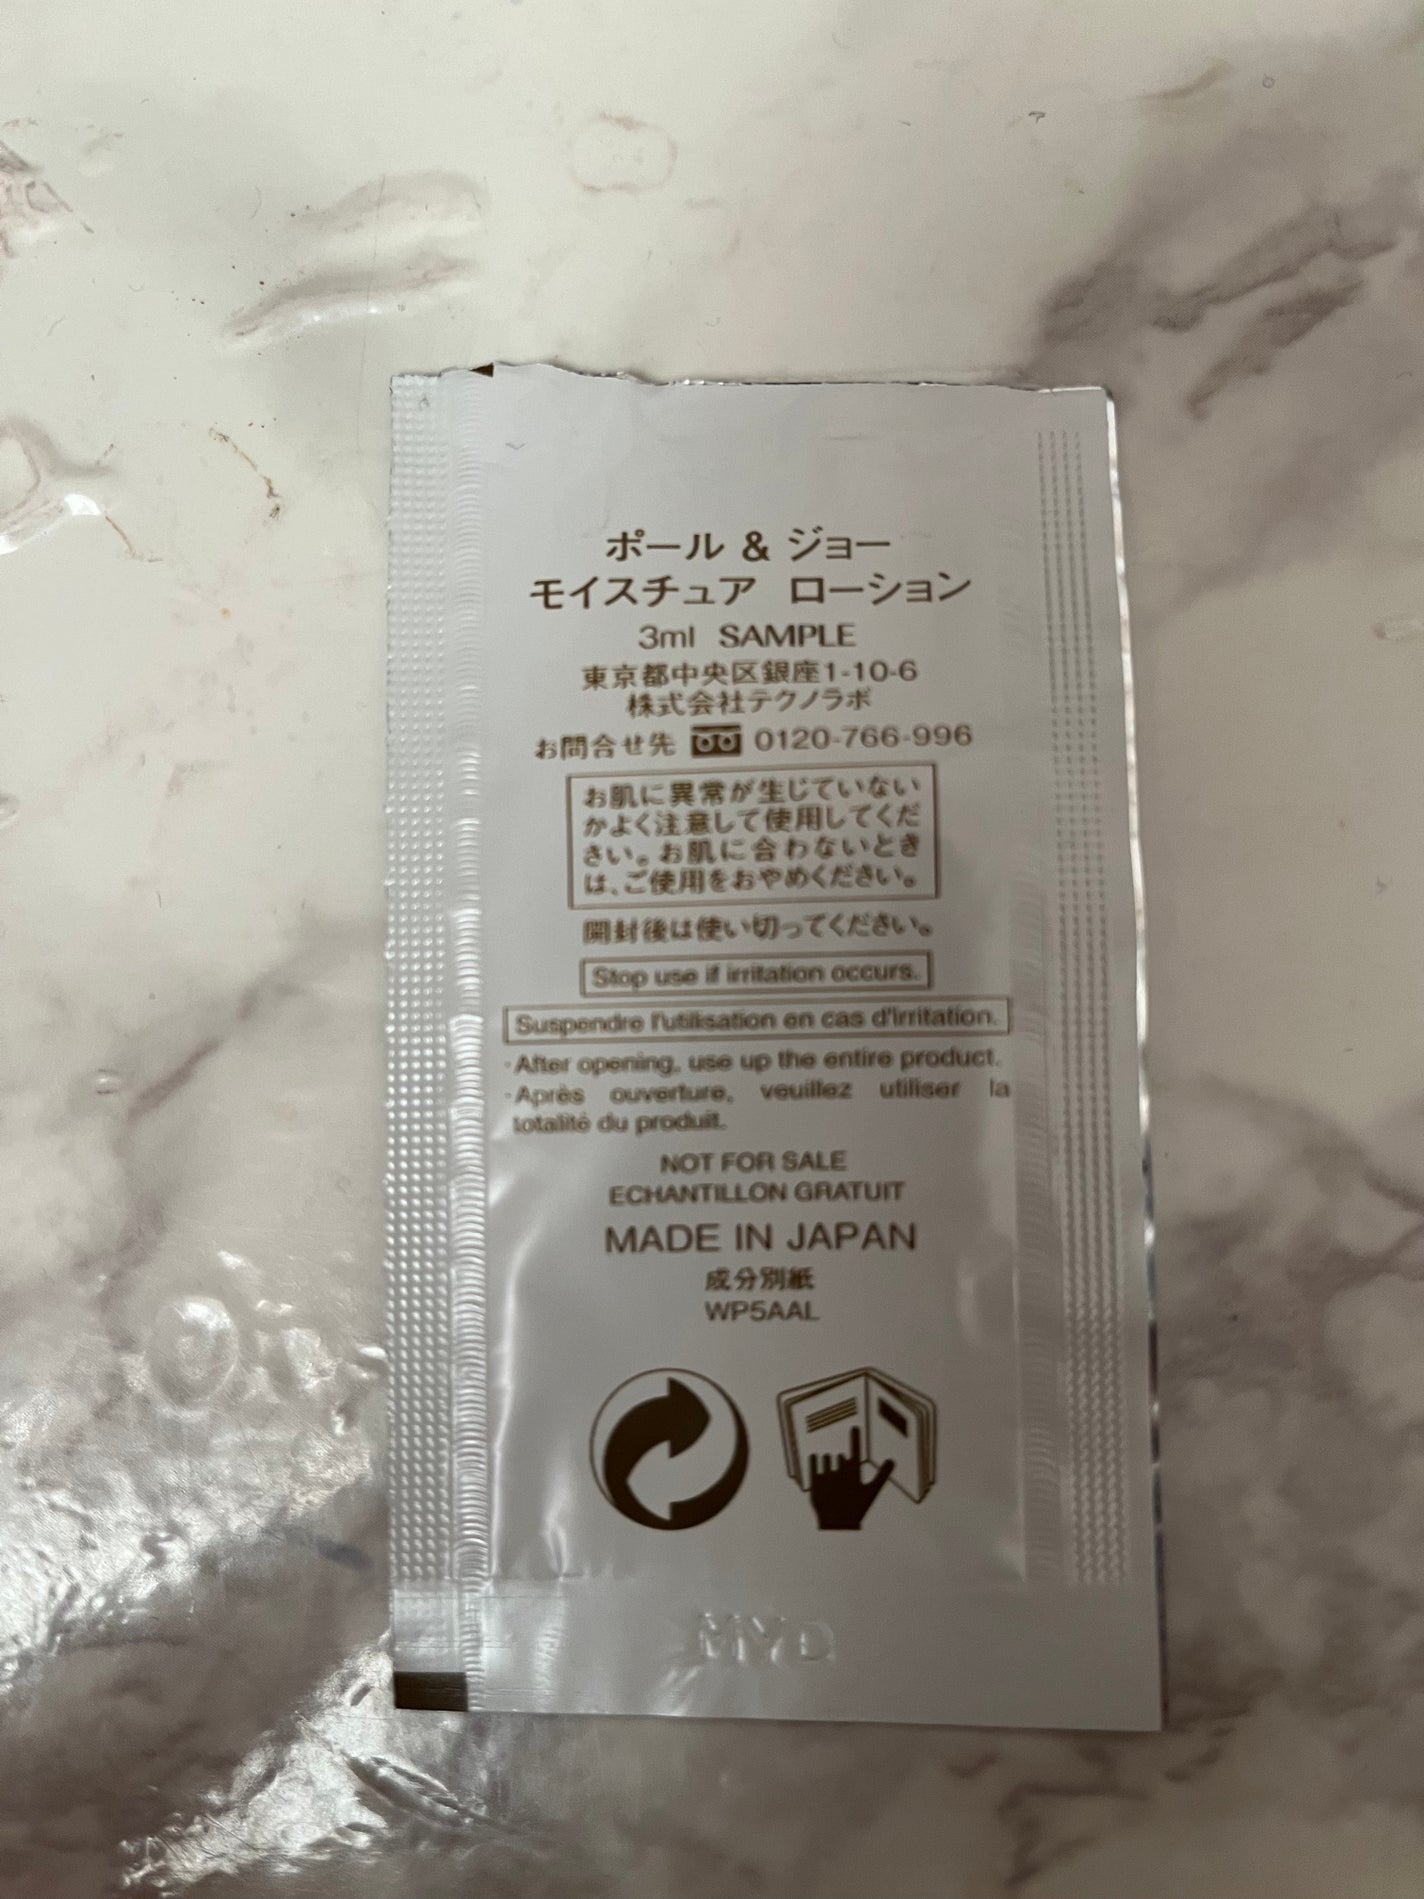 ポール & ジョー
モイスチュア ローション
3ml SAMPLE
東京都中央区銀座1-10-6
株式会社テクノラボ
お問合せ先 0120-766-996
お肌に異常が生じていない
かよく注意して使用してくだ
さい。お肌に合わないとき
は、ご使用をおやめください。
開封後は使い切ってください。
Stop use if irritation occurs.
Suspendre l'utilisation en cas d'irritation.
·After opening, use up the entire product.
·Après ouverture, veuillez utiliser la
totalité du produit.
NOT FOR SALE
ECHANTILLON GRATUIT
MADE IN JAPAN
成分別紙
WP5AAL
MYD